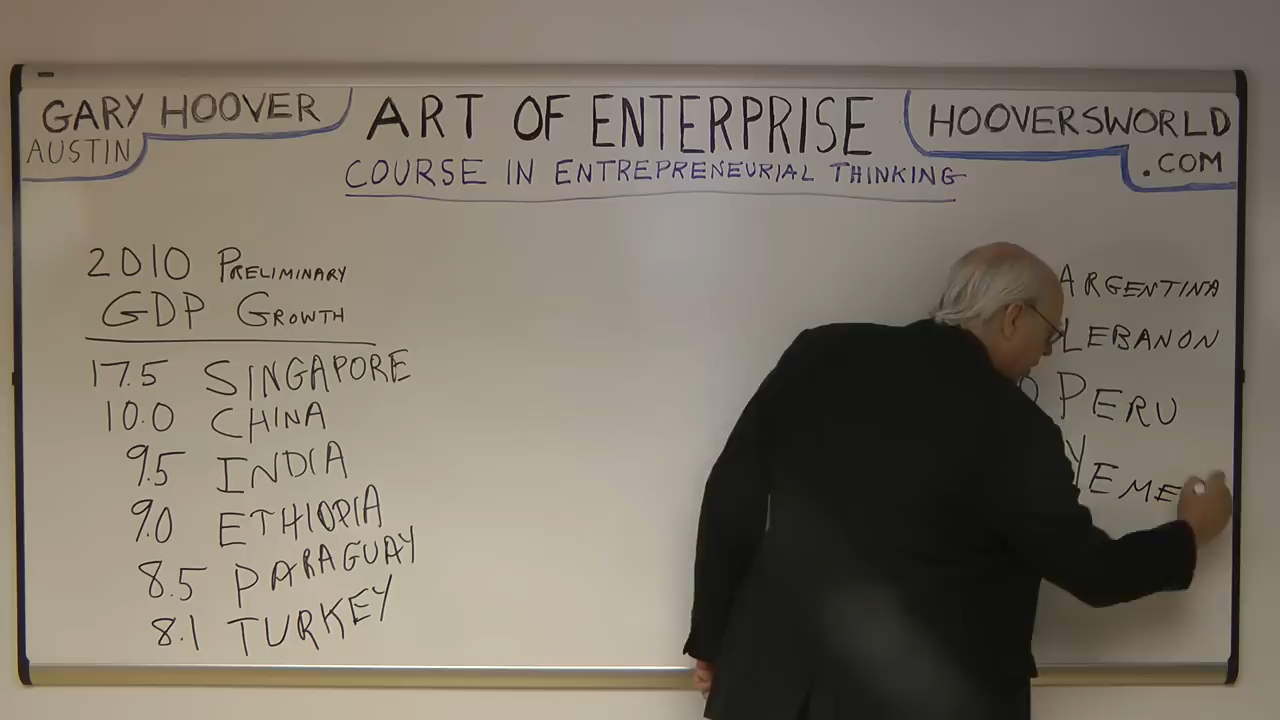 GARY HOOVER
AUSTIN
ART OF ENTERPRISE
COURSE IN ENTREPRENEURIAL THINKING
HOOVERSWORLD
.COM
2010 PRELIMINARY
GDP GROWTH
17.5 SINGAPORE
10.0 CHINA
9.5 INDIA
9.0 ETHIOPIA
8.5 PARAGUAY
8.1 TURKEY
ARGENTINA
LEBANON
PERU
YEME